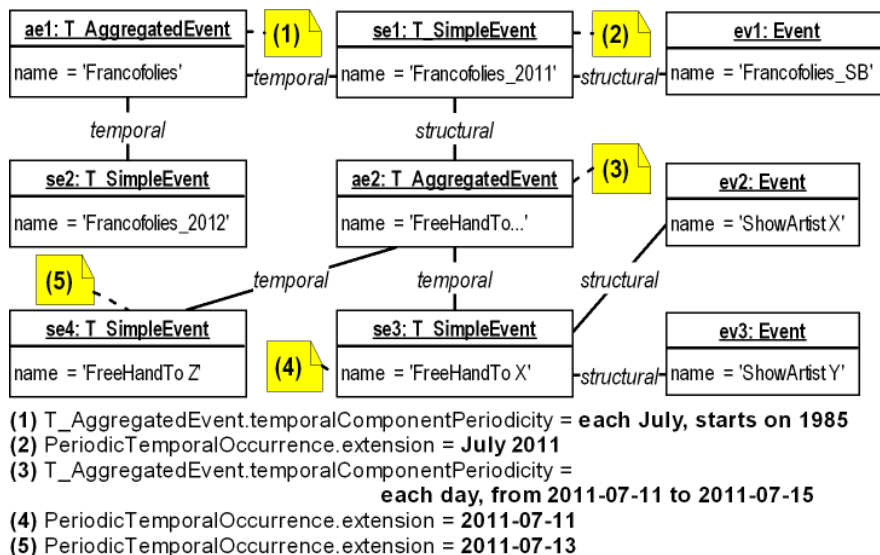 ae1: T_AggregatedEvent
(1)
se1: T_SimpleEvent
(2)
ev1: Event
name = 'Francofolies'
temporal
name = 'Francofolies_2011'
structural
name = 'Francofolies_SB'
temporal
structural
se2: T_SimpleEvent
ae2: T_AggregatedEvent
(3)
ev2: Event
name = 'Francofolies_2012'
name = 'FreeHandTo...'
name = 'ShowArtist X'
(5)
temporal
temporal
structural
se4: T_SimpleEvent
se3: T_SimpleEvent
ev3: Event
name = 'FreeHandTo Z'
(4)
name = 'FreeHandTo X'
structural
name = 'ShowArtist Y'
(1) T_AggregatedEvent.temporalComponentPeriodicity = each July, starts on 1985
(2) PeriodicTemporalOccurrence.extension = July 2011
(3) T_AggregatedEvent.temporalComponentPeriodicity =
each day, from 2011-07-11 to 2011-07-15
(4) PeriodicTemporalOccurrence.extension = 2011-07-11
(5) PeriodicTemporalOccurrence.extension = 2011-07-13